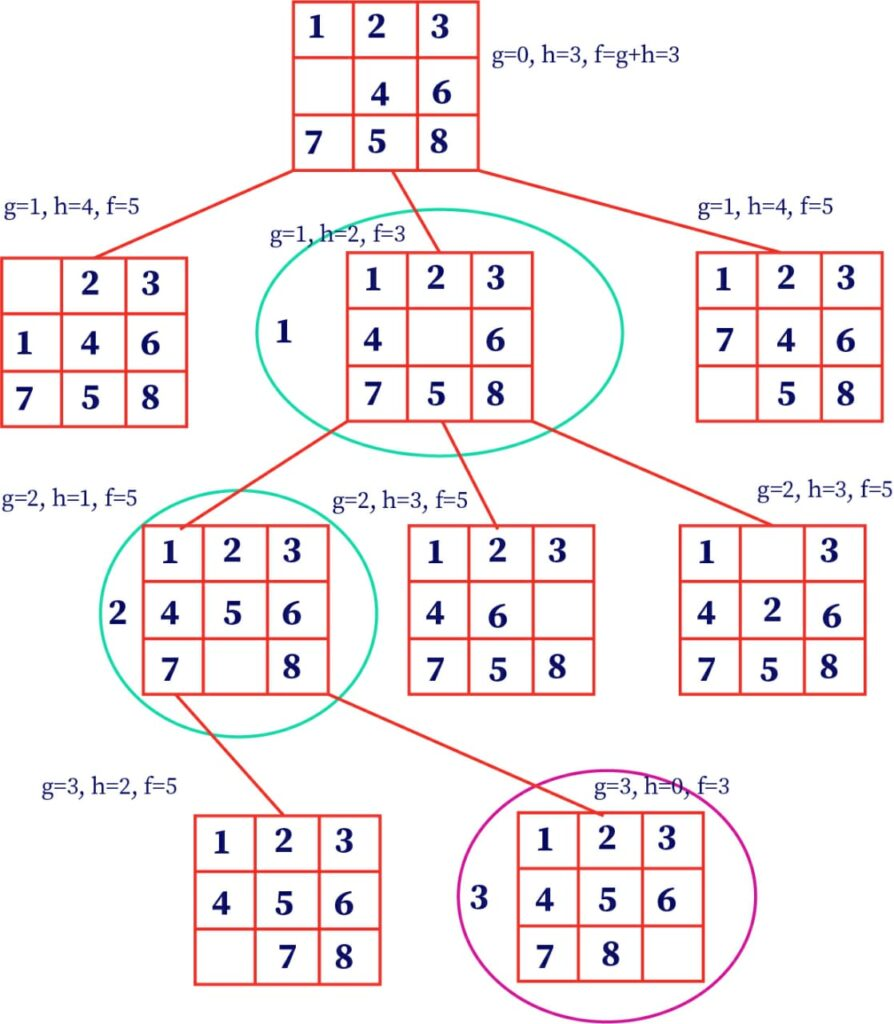 1 2 3
g=0, h=3, f=g+h=3
4 6
7 5 8
g=1, h=4, f=5
g=1, h=2, f=3
g=1, h=4, f=5
2 3
1 4 6
7 5 8
1
1 2 3
4 6
7 5 8
1 2 3
7 4 6
5 8
g=2, h=1, f=5
g=2, h=3, f=5
g=2, h=3, f=5
2
1 2 3
4 5 6
7 8
1 2 3
4 6
7 5 8
1 3
4 2 6
7 5 8
g=3, h=2, f=5
g=3, h=0, f=3
1 2 3
4 5 6
7 8
3
1 2 3
4 5 6
7 8